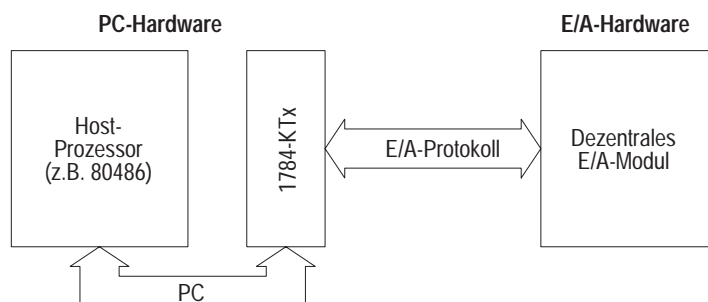 PC-Hardware
E/A-Hardware
Host-
Prozessor
(z.B. 80486)
1784-KTx
E/A-Protokoll
Dezentrales
E/A-Modul
PC